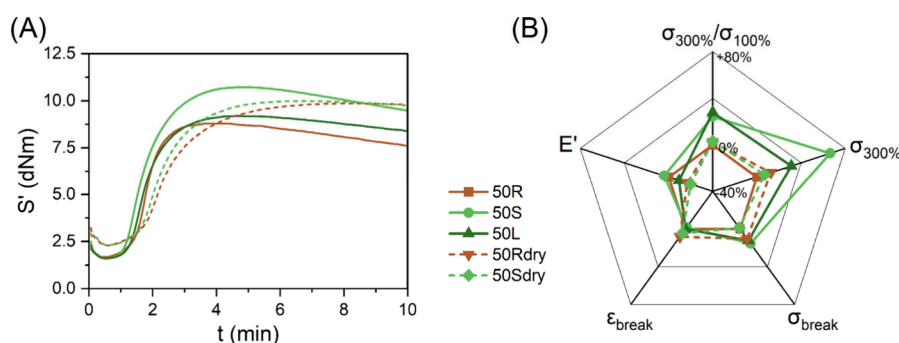 (A)
12.5
10.0
7.5
5.0
2.5
0.0
S' (dNm)
0
2
4
6
8
10
t (min)
50R
50S
50L
50Rdry
50Sdry
(B)
σ300%/σ100%
+80%
0%
-40%
E'
σ300%
εbreak
σbreak